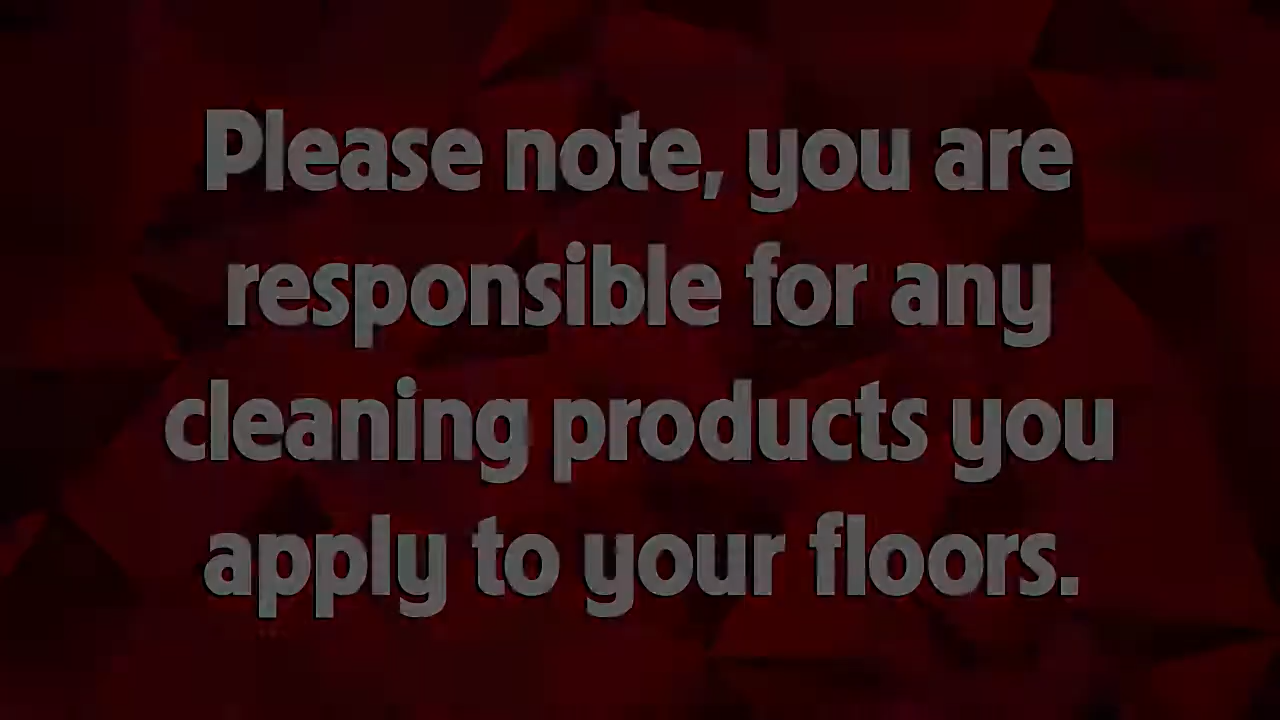 Please note, you are
responsible for any
cleaning products you
apply to your floors.